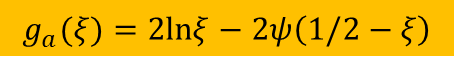 gₐ(ξ) = 2lnξ − 2ψ(1/2 − ξ)